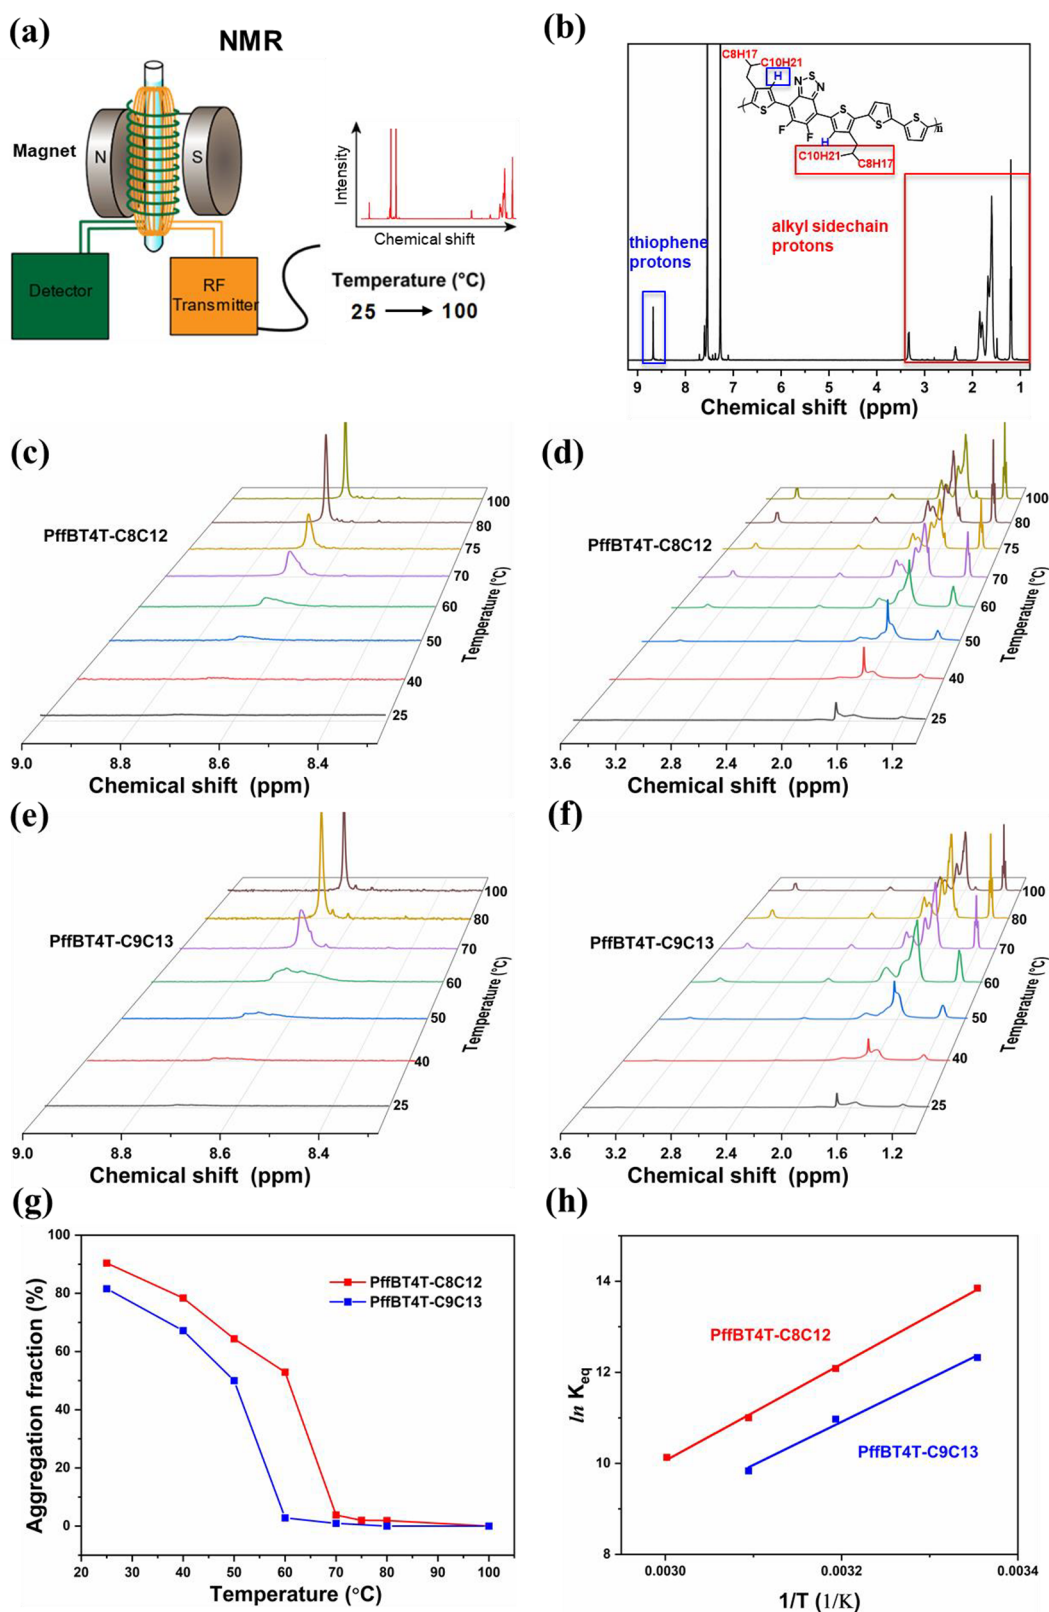 (a)
NMR
Magnet
N
S
Detector
RF
Transmitter
Intensity
Chemical shift
Temperature (°C)
25 → 100
(b)
C8H17
C10H21
H
N S N
S
F F
H
S
S
S
n
C10H21
C8H17
thiophene
protons
alkyl sidechain
protons
9 8 7 6 5 4 3 2 1
Chemical shift (ppm)
(c)
PffBT4T-C8C12
100
80
75
70
60
50
40
25
Temperature (°C)
9.0 8.8 8.6 8.4
Chemical shift (ppm)
(d)
PffBT4T-C8C12
100
80
75
70
60
50
40
25
Temperature (°C)
3.6 3.2 2.8 2.4 2.0 1.6 1.2
Chemical shift (ppm)
(e)
PffBT4T-C9C13
100
80
70
60
50
40
25
Temperature (°C)
9.0 8.8 8.6 8.4
Chemical shift (ppm)
(f)
PffBT4T-C9C13
100
80
70
60
50
40
25
Temperature (°C)
3.6 3.2 2.8 2.4 2.0 1.6 1.2
Chemical shift (ppm)
(g)
100
80
60
40
20
0
Aggregation fraction (%)
PffBT4T-C8C12
PffBT4T-C9C13
20 30 40 50 60 70 80 90 100
Temperature (°C)
(h)
14
12
10
8
ln Keq
PffBT4T-C8C12
PffBT4T-C9C13
0.0030 0.0032 0.0034
1/T (1/K)